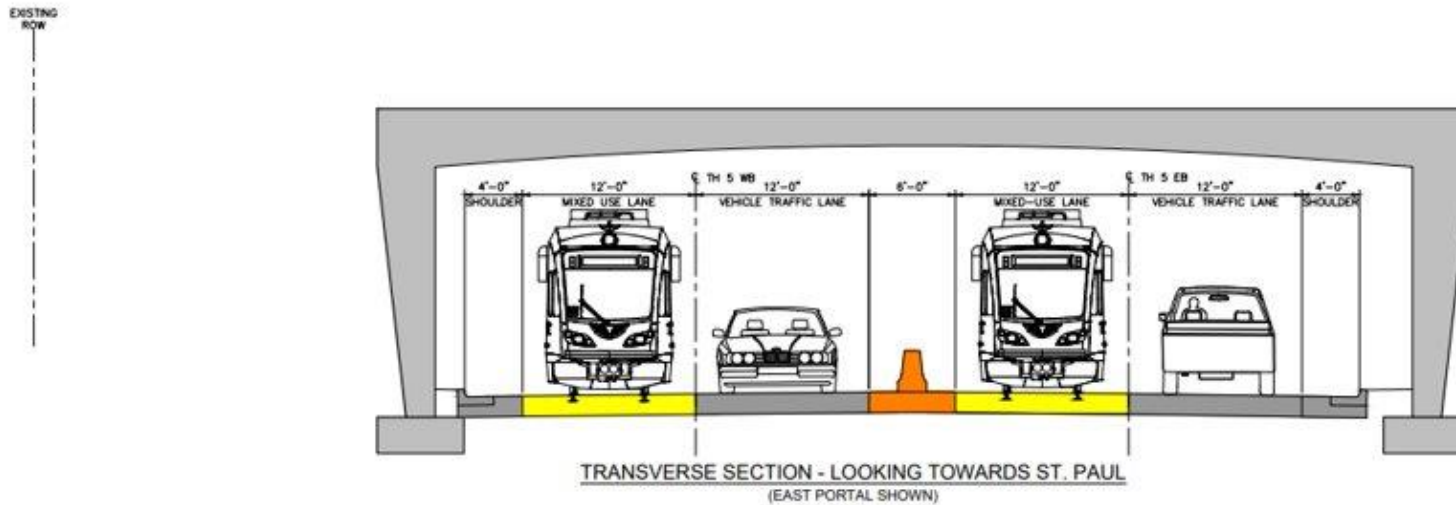 EXISTING
ROW
℄ TH 5 WB
℄ TH 5 EB
4'-0" 12'-0" 12'-0" 6'-0" 12'-0" 12'-0" 4'-0"
SHOULDER MIXED USE LANE VEHICLE TRAFFIC LANE MIXED-USE LANE VEHICLE TRAFFIC LANE SHOULDER
TRANSVERSE SECTION - LOOKING TOWARDS ST. PAUL
(EAST PORTAL SHOWN)